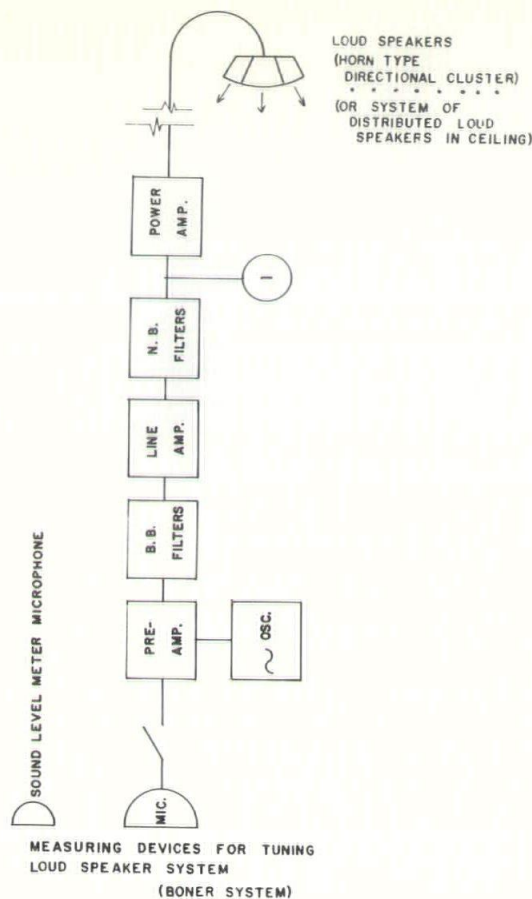 LOUD SPEAKERS
(HORN TYPE
DIRECTIONAL CLUSTER)
(OR SYSTEM OF
DISTRIBUTED LOUD
SPEAKERS IN CEILING)
POWER
AMP.
1
N. B.
FILTERS
LINE
AMP.
B. B.
FILTERS
PRE-
AMP.
OSC.
SOUND LEVEL METER MICROPHONE
MIC.
MEASURING DEVICES FOR TUNING
LOUD SPEAKER SYSTEM
(BONER SYSTEM)